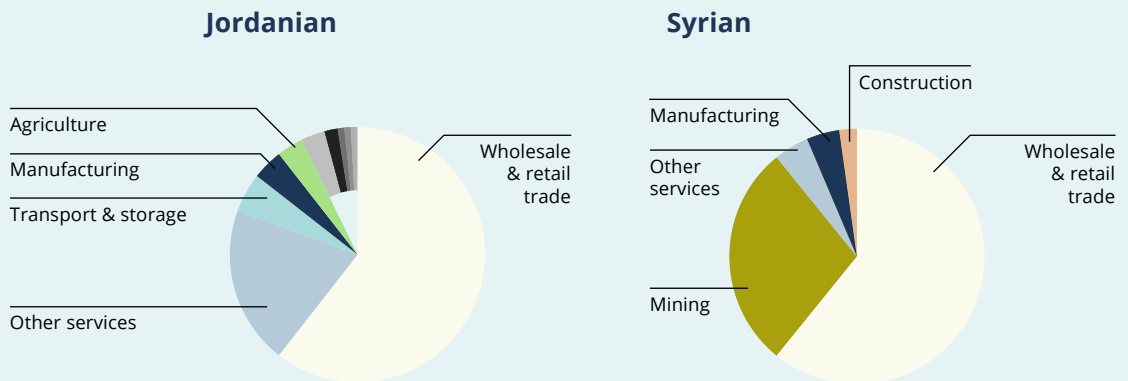 Jordanian
Agriculture
Manufacturing
Transport & storage
Other services
Wholesale
& retail
trade
Syrian
Construction
Manufacturing
Other
services
Mining
Wholesale
& retail
trade